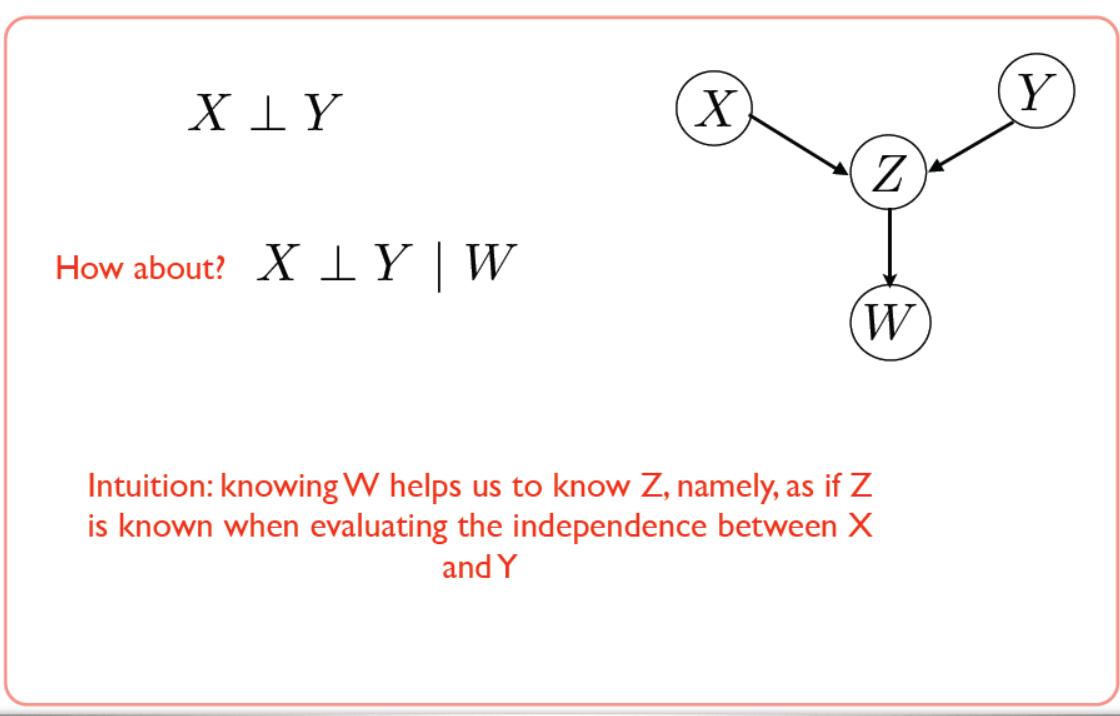 X ⊥ Y
How about? X ⊥ Y | W
X
Y
Z
W
Intuition: knowing W helps us to know Z, namely, as if Z
is known when evaluating the independence between X
and Y